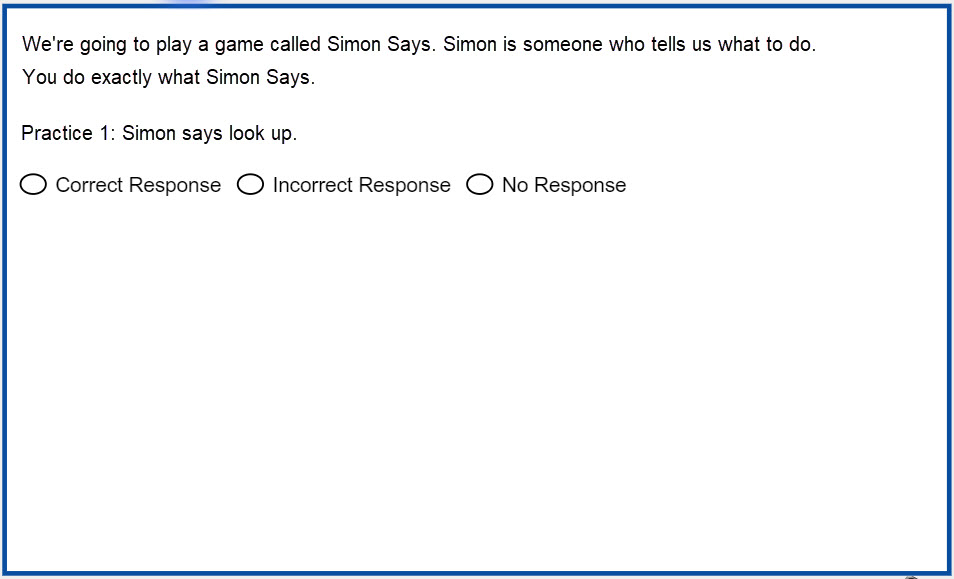 We're going to play a game called Simon Says. Simon is someone who tells us what to do.
You do exactly what Simon Says.
Practice 1: Simon says look up.
Correct Response Incorrect Response No Response